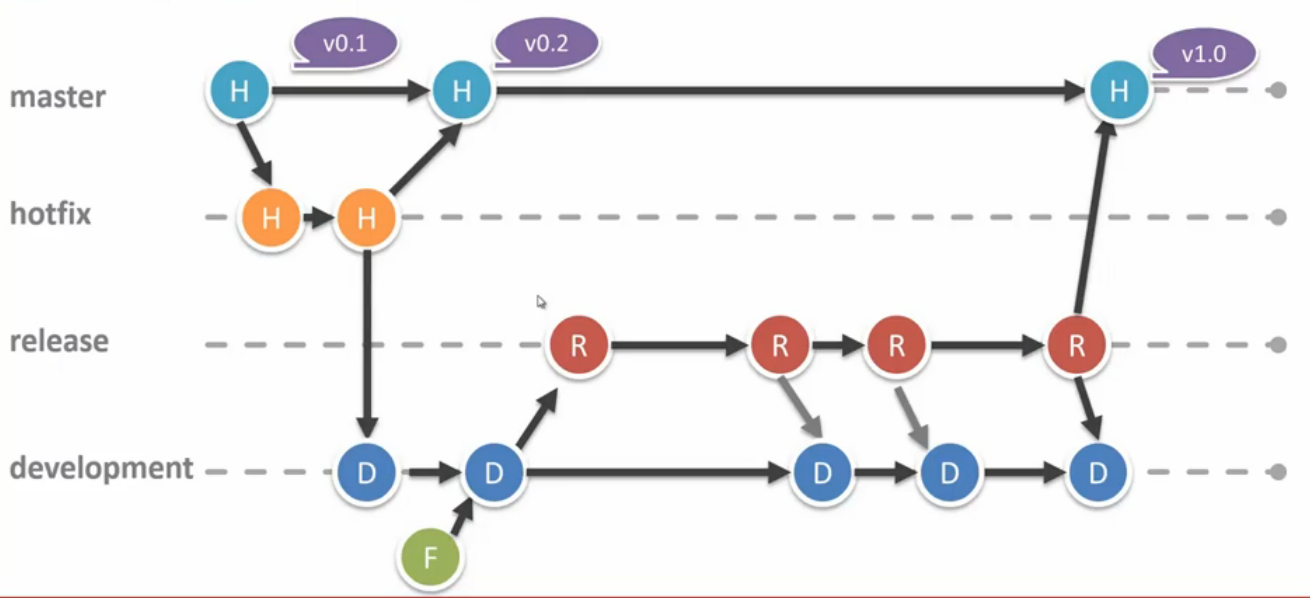 v0.1
v0.2
v1.0
master
H
H
H
hotfix
H
H
release
R
R
R
R
development
D
D
D
D
D
F